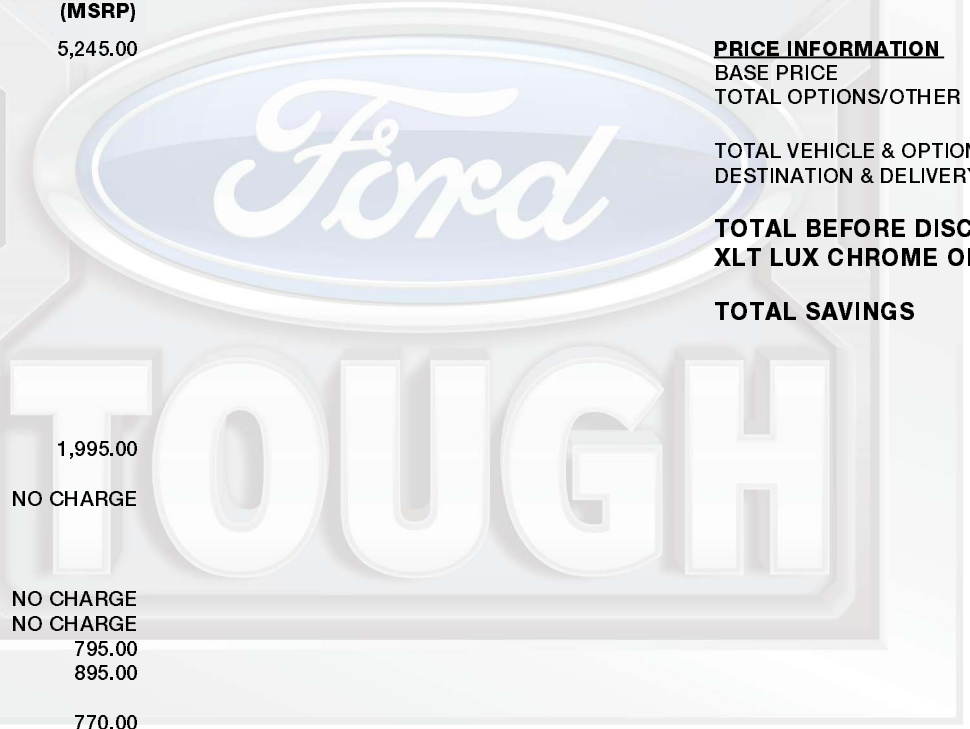 (MSRP)
5,245.00
1,995.00
NO CHARGE
NO CHARGE
NO CHARGE
795.00
895.00
770.00
Ford
TOUGH
PRICE INFORMATION
BASE PRICE
TOTAL OPTIONS/OTHER
TOTAL VEHICLE & OPTION
DESTINATION & DELIVERY
TOTAL BEFORE DISC
XLT LUX CHROME
TOTAL SAVINGS